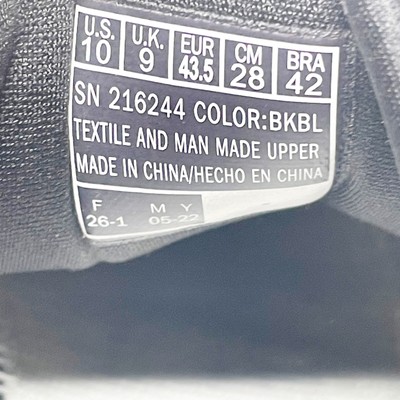 U.S. U.K. EUR CM BRA
10 9 43.5 28 42
SN 216244 COLOR:BKBL
TEXTILE AND MAN MADE UPPER
MADE IN CHINA/HECHO EN CHINA
F M Y
26-1 05-22